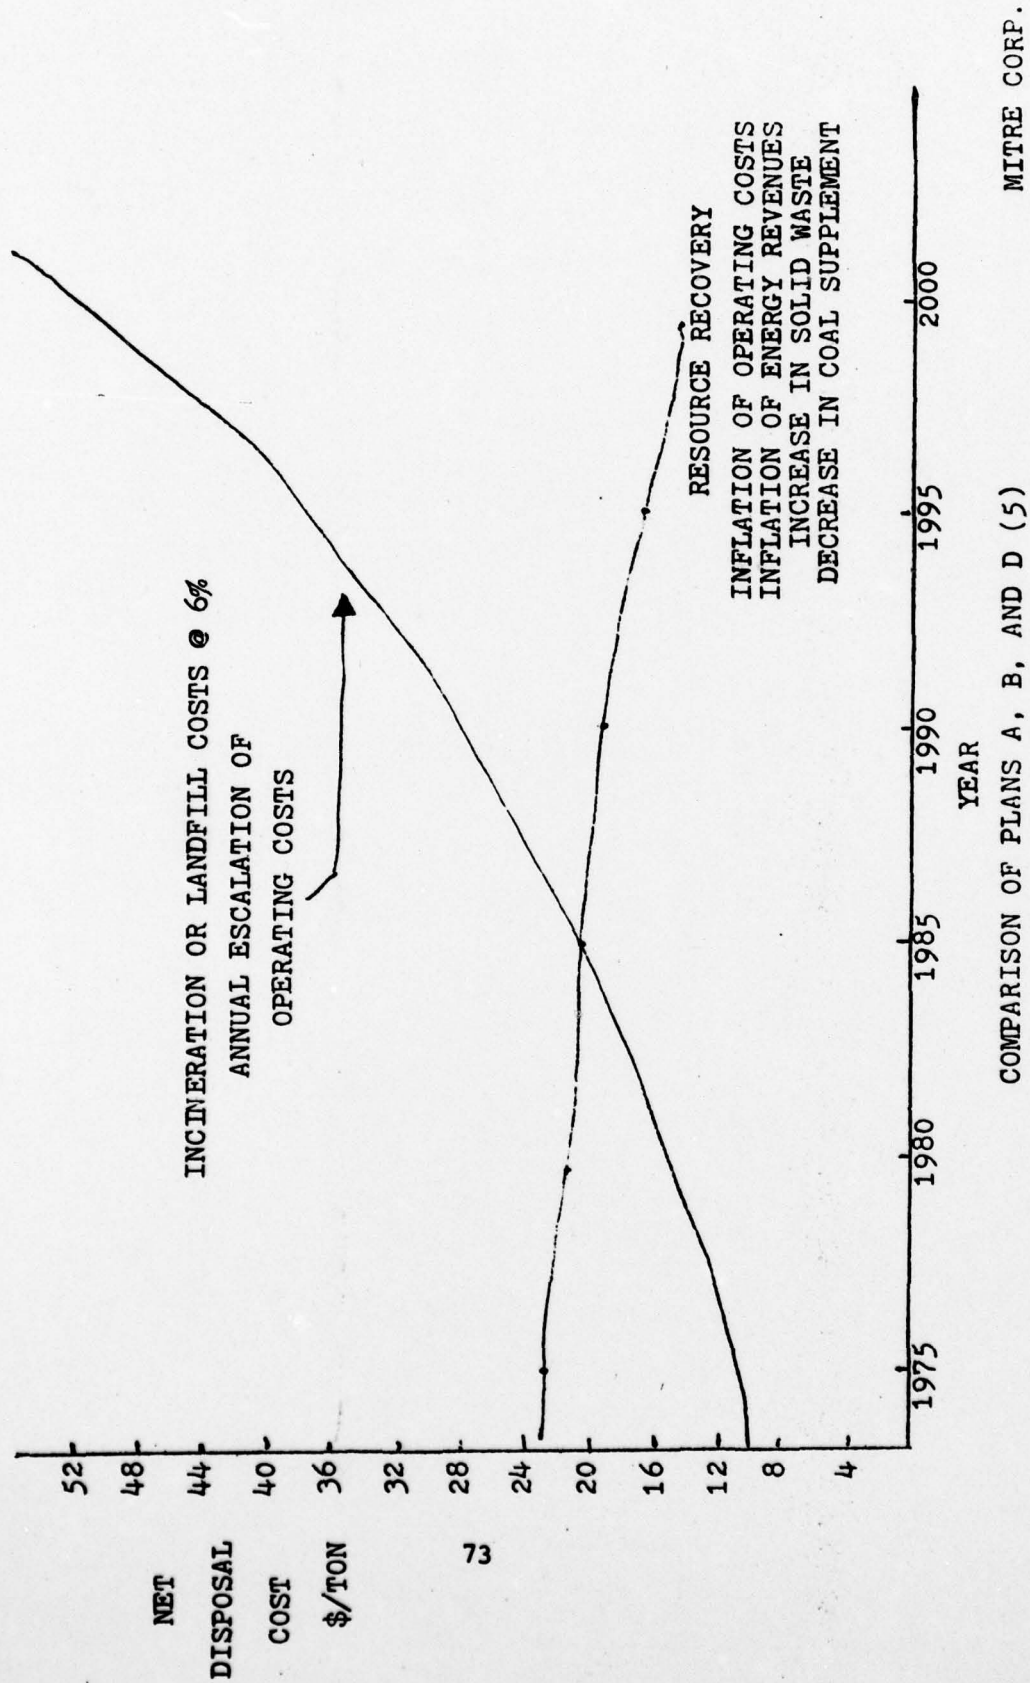 NET
DISPOSAL
COST
$/TON
52
48
44
40
36
32
28
24
20
16
12
8
4
INCINERATION OR LANDFILL COSTS @ 6%
ANNUAL ESCALATION OF
OPERATING COSTS
RESOURCE RECOVERY
INFLATION OF OPERATING COSTS
INFLATION OF ENERGY REVENUES
INCREASE IN SOLID WASTE
DECREASE IN COAL SUPPLEMENT
1975
1980
1985
1990
1995
2000
YEAR
COMPARISON OF PLANS A, B, AND D (5)
MITRE CORP.
73